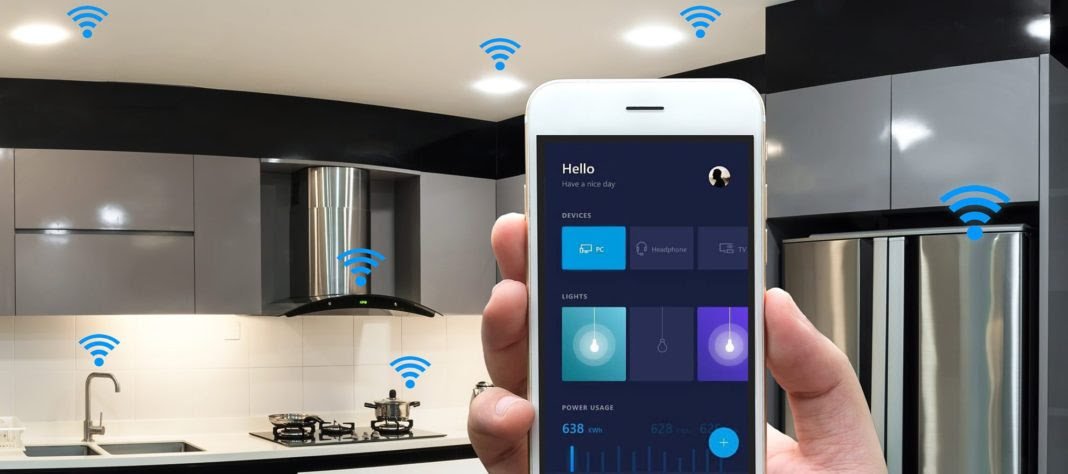 Hello
Have a nice day
DEVICES
PC Headphone TV
LIGHTS
POWER USAGE
638 KWh 628
+